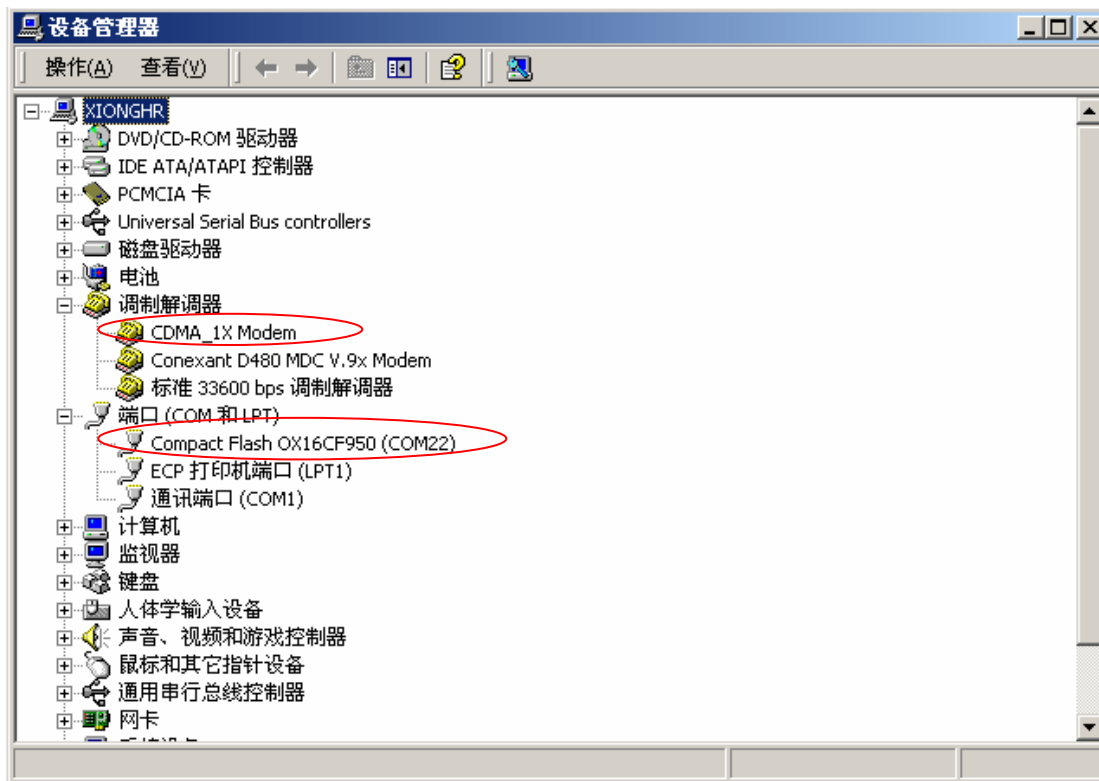 设备管理器
操作(A) 查看(V)
XIONGHR
DVD/CD-ROM 驱动器
IDE ATA/ATAPI 控制器
PCMCIA 卡
Universal Serial Bus controllers
磁盘驱动器
电池
调制解调器
CDMA_1X Modem
Conexant D480 MDC V.9x Modem
标准 33600 bps 调制解调器
端口 (COM 和 LPT)
Compact Flash OX16CF950 (COM22)
ECP 打印机端口 (LPT1)
通讯端口 (COM1)
计算机
监视器
键盘
人体学输入设备
声音、视频和游戏控制器
鼠标和其它指针设备
通用串行总线控制器
网卡